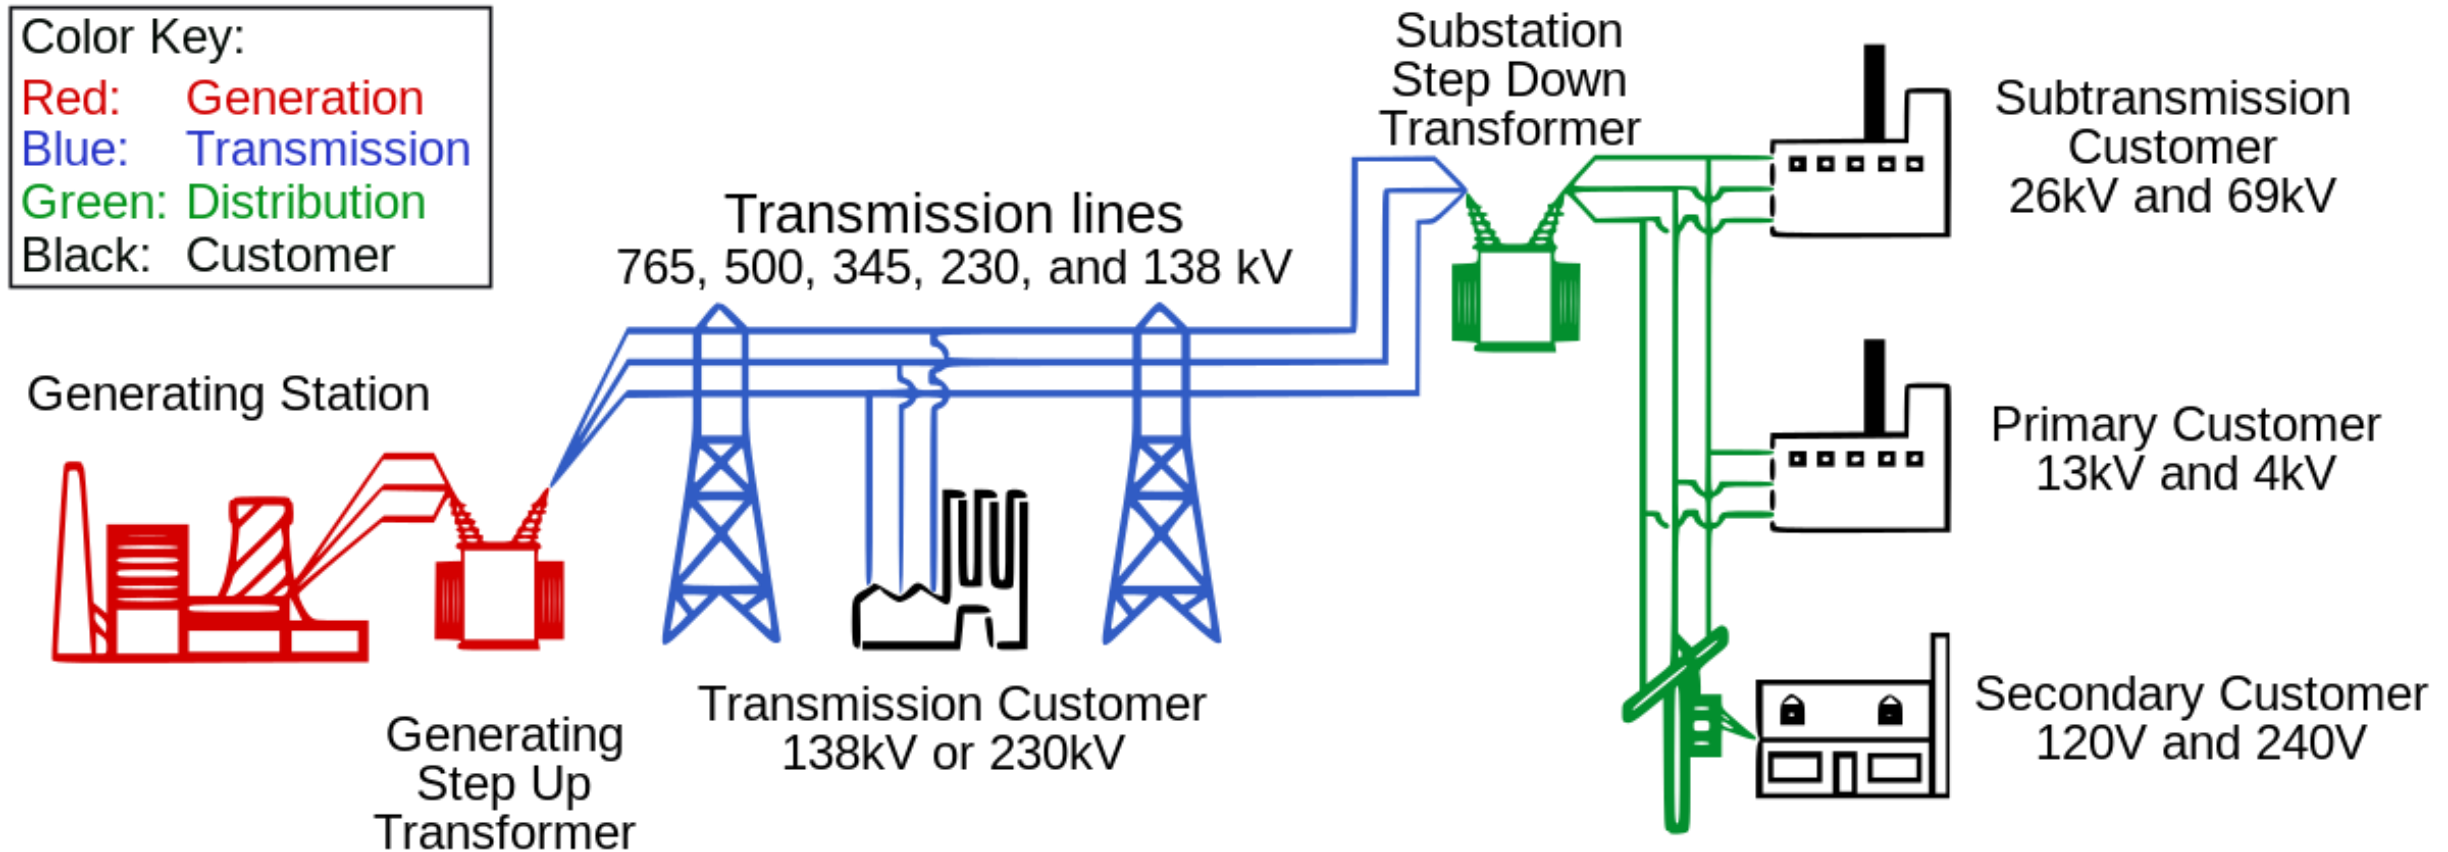 Color Key:
Red: Generation
Blue: Transmission
Green: Distribution
Black: Customer
Generating Station
Generating
Step Up
Transformer
Transmission lines
765, 500, 345, 230, and 138 kV
Transmission Customer
138kV or 230kV
Substation
Step Down
Transformer
Subtransmission
Customer
26kV and 69kV
Primary Customer
13kV and 4kV
Secondary Customer
120V and 240V